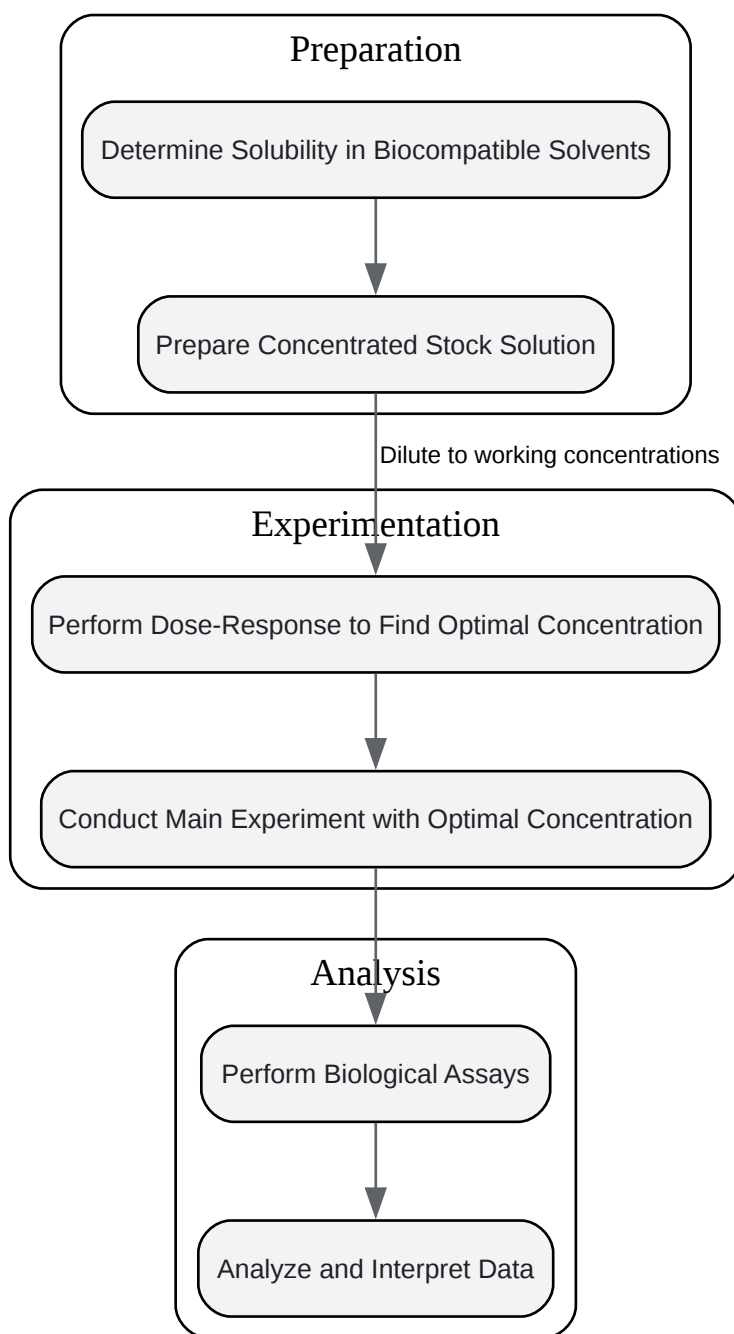 Preparation
Determine Solubility in Biocompatible Solvents
Prepare Concentrated Stock Solution
Dilute to working concentrations
Experimentation
Perform Dose-Response to Find Optimal Concentration
Conduct Main Experiment with Optimal Concentration
Analysis
Perform Biological Assays
Analyze and Interpret Data